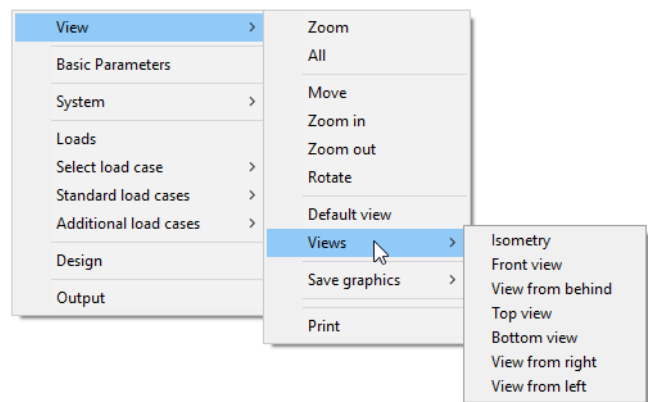 View
Basic Parameters
System
Loads
Select load case
Standard load cases
Additional load cases
Design
Output
Zoom
All
Move
Zoom in
Zoom out
Rotate
Default view
Views
Save graphics
Print
Isometry
Front view
View from behind
Top view
Bottom view
View from right
View from left